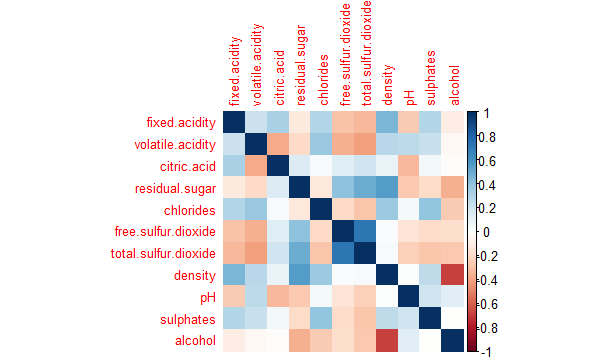 fixed.acidity
volatile.acidity
citric.acid
residual.sugar
chlorides
free.sulfur.dioxide
total.sulfur.dioxide
density
pH
sulphates
alcohol
fixed.acidity
volatile.acidity
citric.acid
residual.sugar
chlorides
free.sulfur.dioxide
total.sulfur.dioxide
density
pH
sulphates
alcohol
1
0.8
0.6
0.4
0.2
0
-0.2
-0.4
-0.6
-0.8
-1